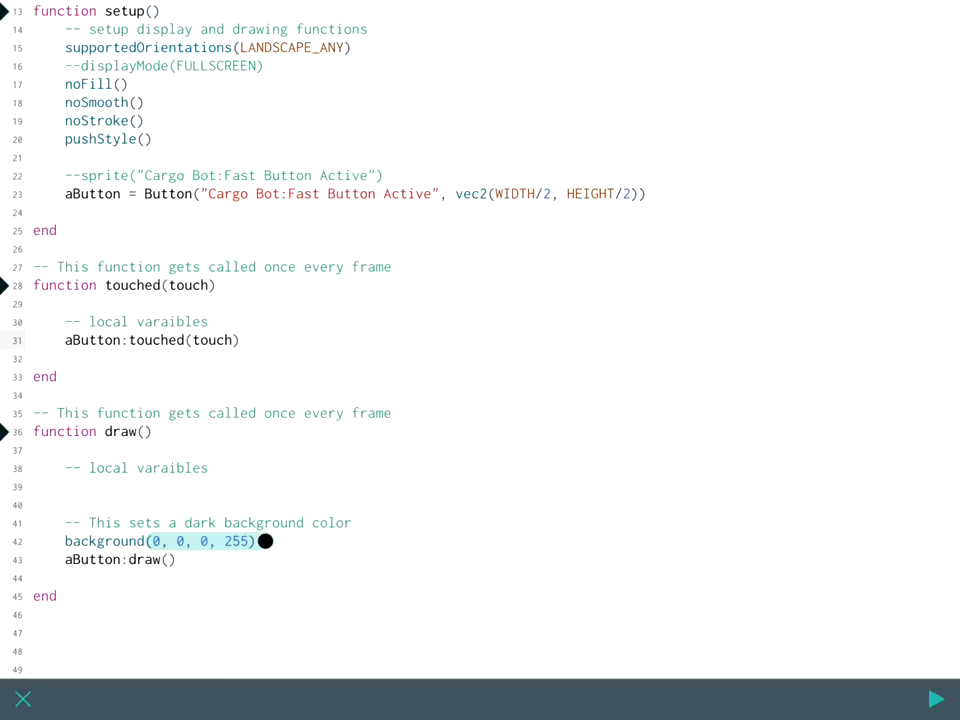 13 function setup()
14 -- setup display and drawing functions
15 supportedOrientations(LANDSCAPE_ANY)
16 --displayMode(FULLSCREEN)
17 noFill()
18 noSmooth()
19 noStroke()
20 pushStyle()
21
22 --sprite("Cargo Bot:Fast Button Active")
23 aButton = Button("Cargo Bot:Fast Button Active", vec2(WIDTH/2, HEIGHT/2))
24
25 end
26
27 -- This function gets called once every frame
28 function touched(touch)
29
30 -- local varaibles
31 aButton:touched(touch)
32
33 end
34
35 -- This function gets called once every frame
36 function draw()
37
38 -- local varaibles
39
40
41 -- This sets a dark background color
42 background(0, 0, 0, 255)
43 aButton:draw()
44
45 end
46
47
48
49